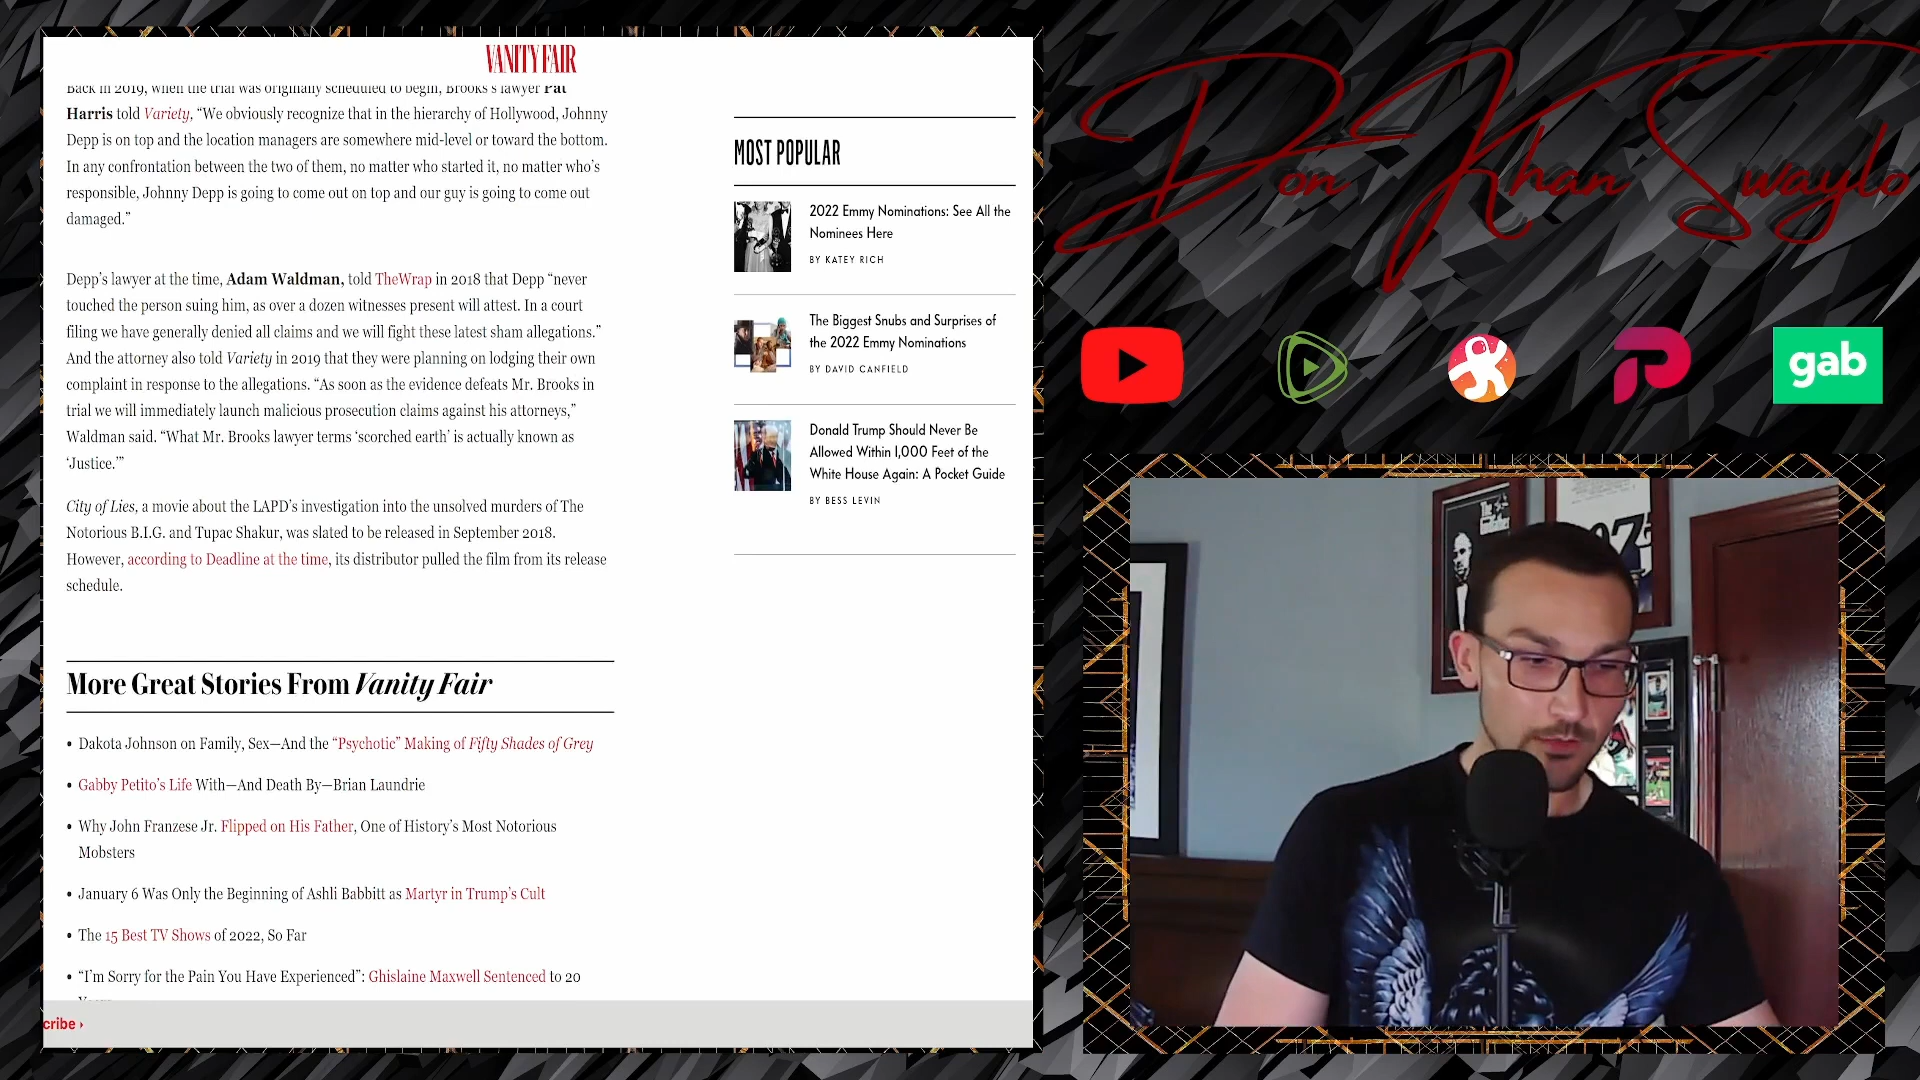 VANITY FAIR
Back in 2019, when the trial was originally scheduled to begin, Brooks's lawyer Pat
Harris told Variety, “We obviously recognize that in the hierarchy of Hollywood, Johnny
Depp is on top and the location managers are somewhere mid-level or toward the bottom.
In any confrontation between the two of them, no matter who started it, no matter who’s
responsible, Johnny Depp is going to come out on top and our guy is going to come out
damaged.”
Depp’s lawyer at the time, Adam Waldman, told TheWrap in 2018 that Depp “never
touched the person suing him, as over a dozen witnesses present will attest. In a court
filing we have generally denied all claims and we will fight these latest sham allegations.”
And the attorney also told Variety in 2019 that they were planning on lodging their own
complaint in response to the allegations. “As soon as the evidence defeats Mr. Brooks in
trial we will immediately launch malicious prosecution claims against his attorneys,”
Waldman said. “What Mr. Brooks lawyer terms ‘scorched earth’ is actually known as
‘Justice.’”
City of Lies, a movie about the LAPD’s investigation into the unsolved murders of The
Notorious B.I.G. and Tupac Shakur, was slated to be released in September 2018.
However, according to Deadline at the time, its distributor pulled the film from its release
schedule.
More Great Stories From Vanity Fair
• Dakota Johnson on Family, Sex—And the “Psychotic” Making of Fifty Shades of Grey
• Gabby Petito’s Life With—And Death By—Brian Laundrie
• Why John Franzese Jr. Flipped on His Father, One of History’s Most Notorious
Mobsters
• January 6 Was Only the Beginning of Ashli Babbitt as Martyr in Trump’s Cult
• The 15 Best TV Shows of 2022, So Far
• “I’m Sorry for the Pain You Have Experienced”: Ghislaine Maxwell Sentenced to 20
cribe ›
MOST POPULAR
2022 Emmy Nominations: See All the
Nominees Here
BY KATEY RICH
The Biggest Snubs and Surprises of
the 2022 Emmy Nominations
BY DAVID CANFIELD
Donald Trump Should Never Be
Allowed Within 1,000 Feet of the
White House Again: A Pocket Guide
BY BESS LEVIN
Don Khan Swaylo
gab